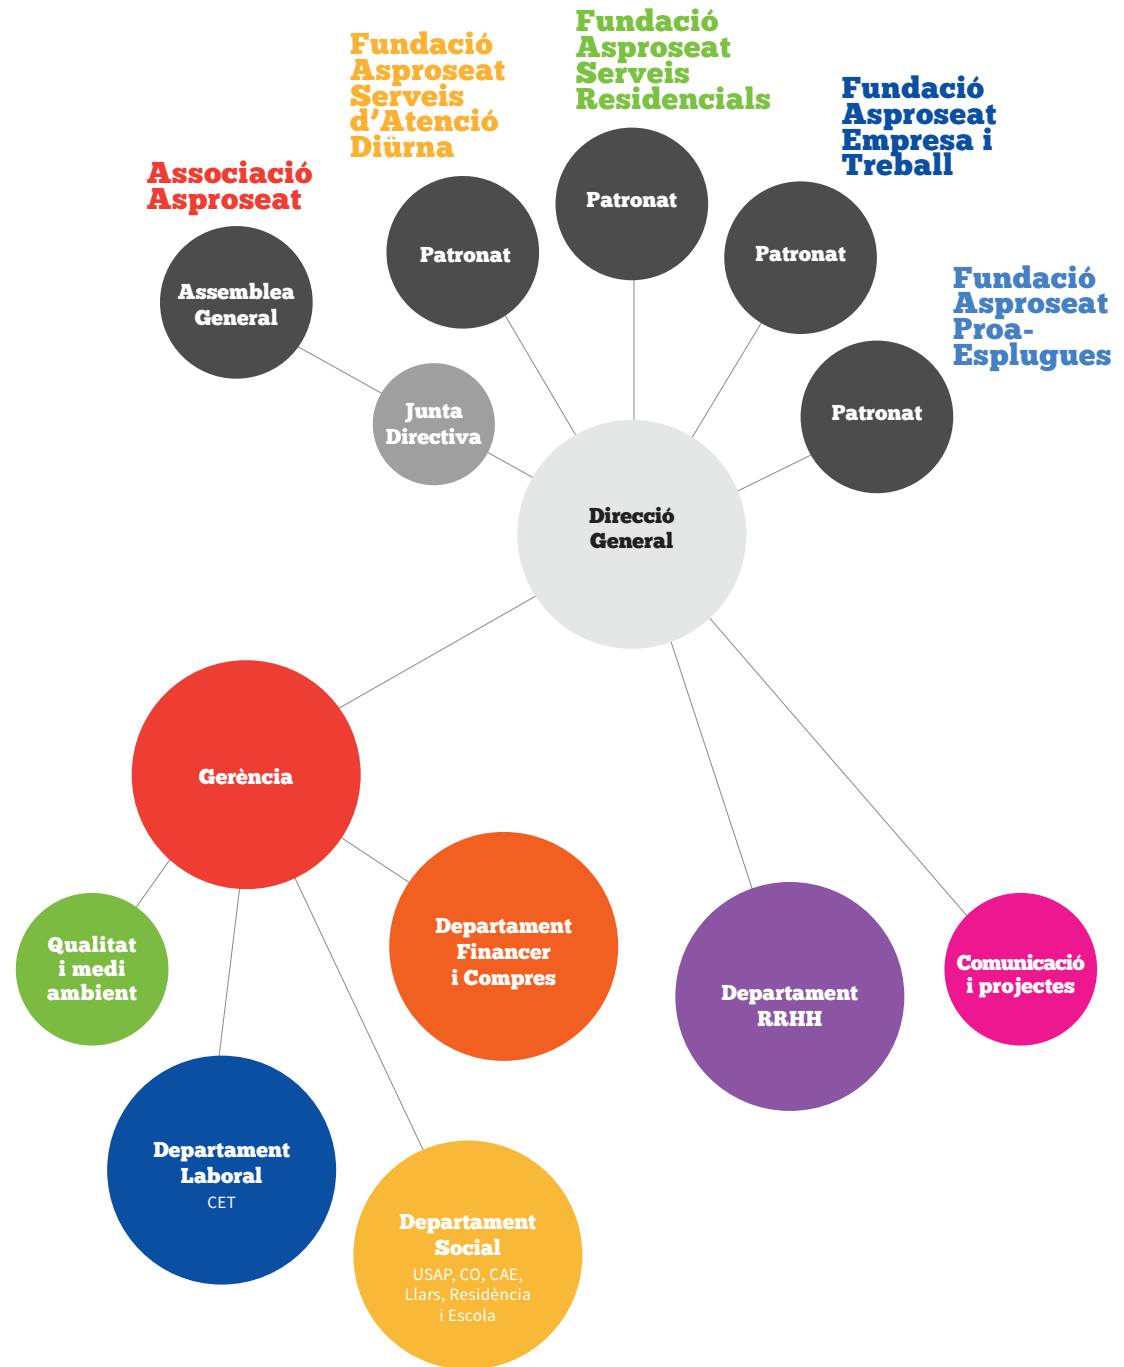 Fundació
Asproseat
Serveis
Residencials
Fundació
Asproseat
Serveis
d'Atenció
Diürna
Fundació
Asproseat
Empresa i
Treball
Associació
Asproseat
Patronat
Patronat
Patronat
Assemblea
General
Fundació
Asproseat
Proa-
Esplugues
Junta
Directiva
Patronat
Direcció
General
Gerència
Departament
Financer
i Compres
Qualitat
i medi
ambient
Departament
RRHH
Comunicació
i projectes
Departament
Laboral
CET
Departament
Social
USAP, CO, CAE,
Llars, Residència
i Escola